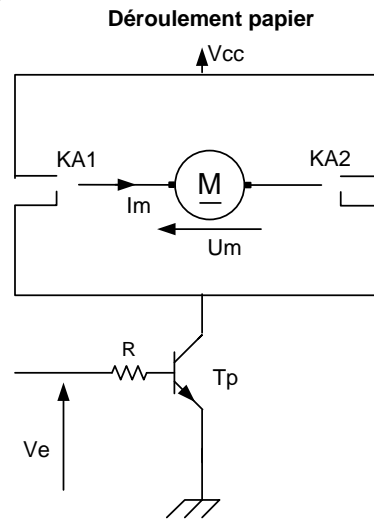 Déroulement papier
Vcc
KA1
KA2
M
Im
Um
R
Tp
Ve